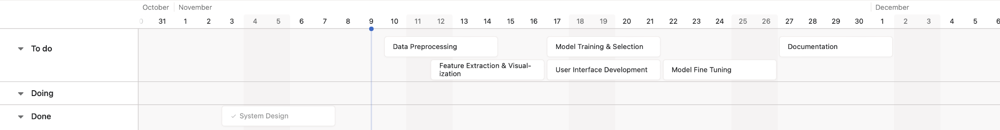 October November December
0 31 1 2 3 4 5 6 7 8 9 10 11 12 13 14 15 16 17 18 19 20 21 22 23 24 25 26 27 28 29 30 1 2 3 4 5 6
To do
Data Preprocessing Model Training & Selection Documentation
Feature Extraction & Visual-
ization
User Interface Development Model Fine Tuning
Doing
Done
✓ System Design